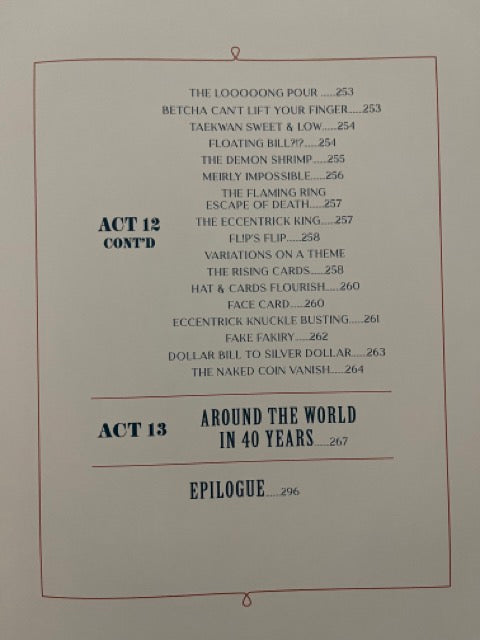 THE LOOOOONG POUR .....253
BETCHA CAN'T LIFT YOUR FINGER.....253
TAEKWAN SWEET & LOW.....254
FLOATING BILL?!?.....254
THE DEMON SHRIMP.....255
MEIRLY IMPOSSIBLE.....256
THE FLAMING RING
ESCAPE OF DEATH.....257
ACT 12
CONT'D
THE ECCENTRICK KING.....257
FLIP'S FLIP.....258
VARIATIONS ON A THEME
THE RISING CARDS.....258
HAT & CARDS FLOURISH.....260
FACE CARD.....260
ECCENTRICK KNUCKLE BUSTING.....261
FAKE FAKIRY.....262
DOLLAR BILL TO SILVER DOLLAR.....263
THE NAKED COIN VANISH.....264
ACT 13
AROUND THE WORLD
IN 40 YEARS.....267
EPILOGUE.....296